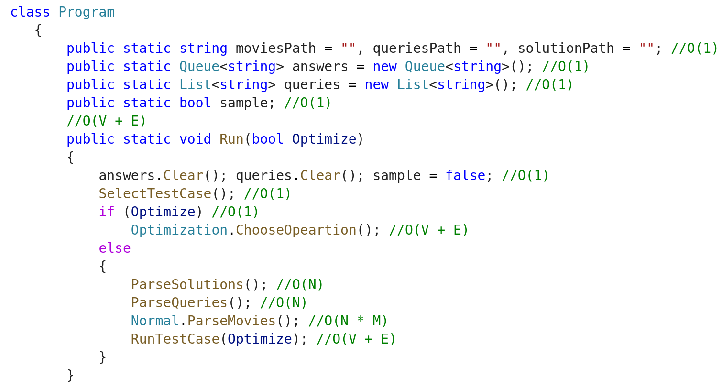 class Program
{
public static string moviesPath = "", queriesPath = "", solutionPath = ""; //O(1)
public static Queue<string> answers = new Queue<string>(); //O(1)
public static List<string> queries = new List<string>(); //O(1)
public static bool sample; //O(1)
//O(V + E)
public static void Run(bool Optimize)
{
answers.Clear(); queries.Clear(); sample = false; //O(1)
SelectTestCase(); //O(1)
if (Optimize) //O(1)
Optimization.ChooseOpeartion(); //O(V + E)
else
{
ParseSolutions(); //O(N)
ParseQueries(); //O(N)
Normal.ParseMovies(); //O(N * M)
RunTestCase(Optimize); //O(V + E)
}
}